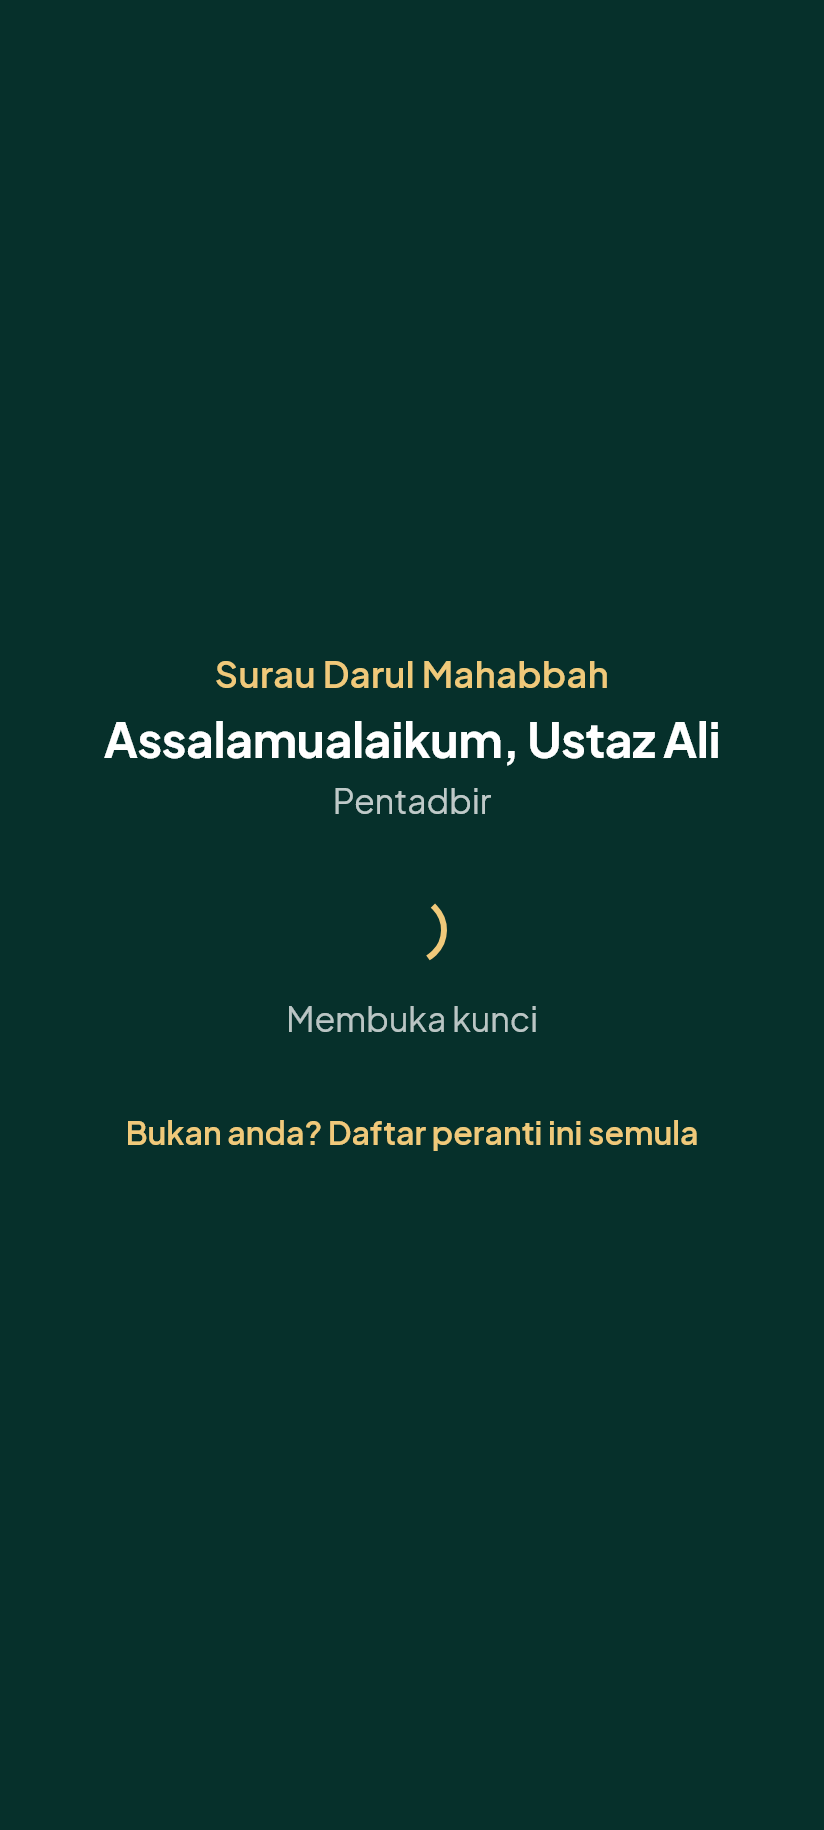 Surau Darul Mahabbah
Assalamualaikum, Ustaz Ali
Pentadbir
Membuka kunci
Bukan anda? Daftar peranti ini semula